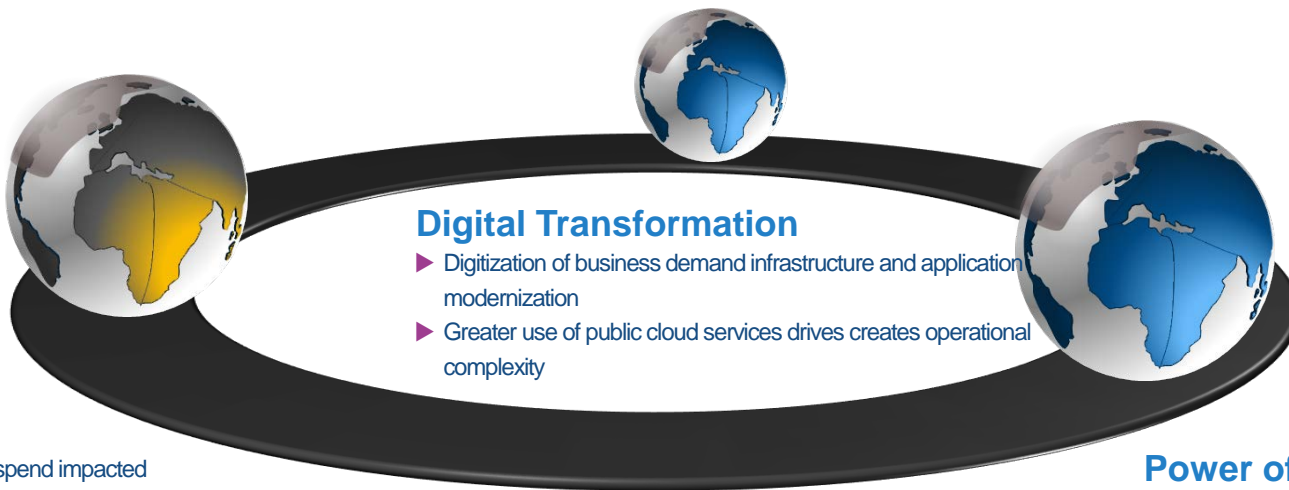 Digital Transformation
▶ Digitization of business demand infrastructure and application
modernization
▶ Greater use of public cloud services drives creates operational
complexity
spend impacted
Power of